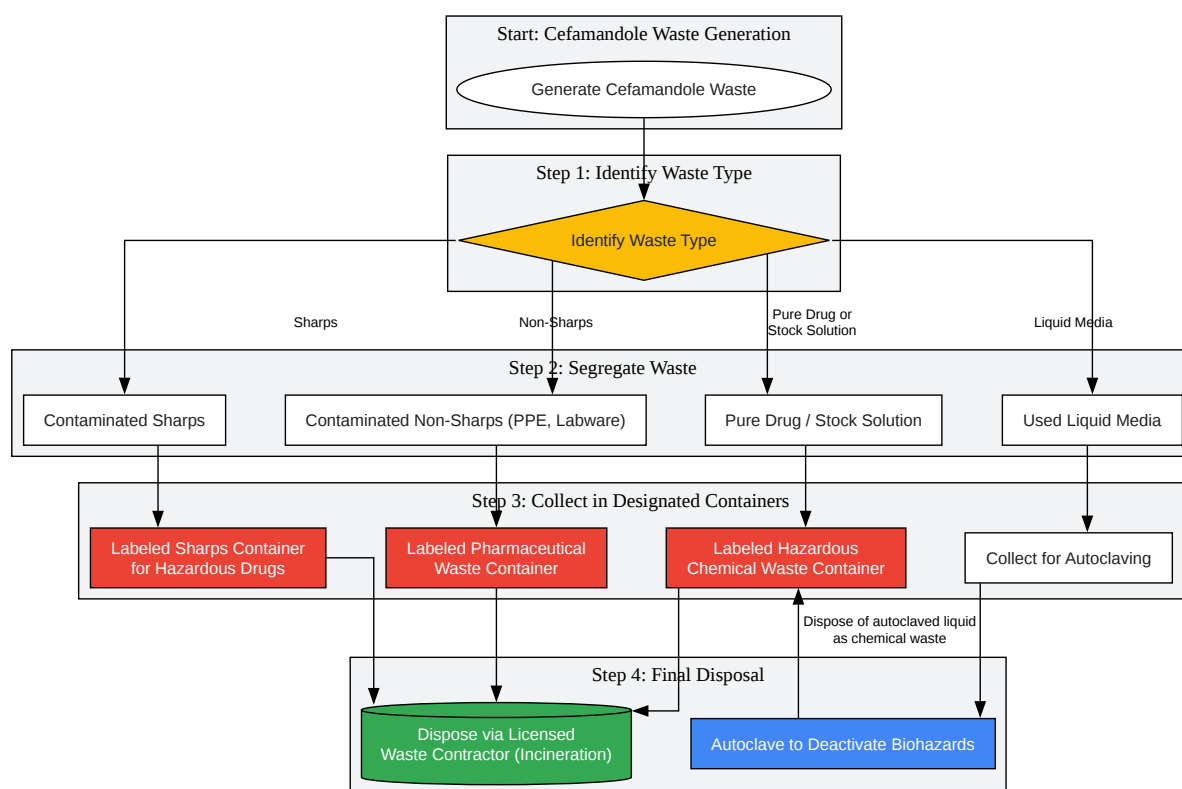 Start: Cefamandole Waste Generation
Generate Cefamandole Waste
Step 1: Identify Waste Type
Identify Waste Type
Sharps
Non-Sharps
Pure Drug or
Stock Solution
Liquid Media
Step 2: Segregate Waste
Contaminated Sharps
Contaminated Non-Sharps (PPE, Labware)
Pure Drug / Stock Solution
Used Liquid Media
Step 3: Collect in Designated Containers
Labeled Sharps Container
for Hazardous Drugs
Labeled Pharmaceutical
Waste Container
Labeled Hazardous
Chemical Waste Container
Collect for Autoclaving
Dispose of autoclaved liquid
as chemical waste
Step 4: Final Disposal
Dispose via Licensed
Waste Contractor (Incineration)
Autoclave to Deactivate Biohazards